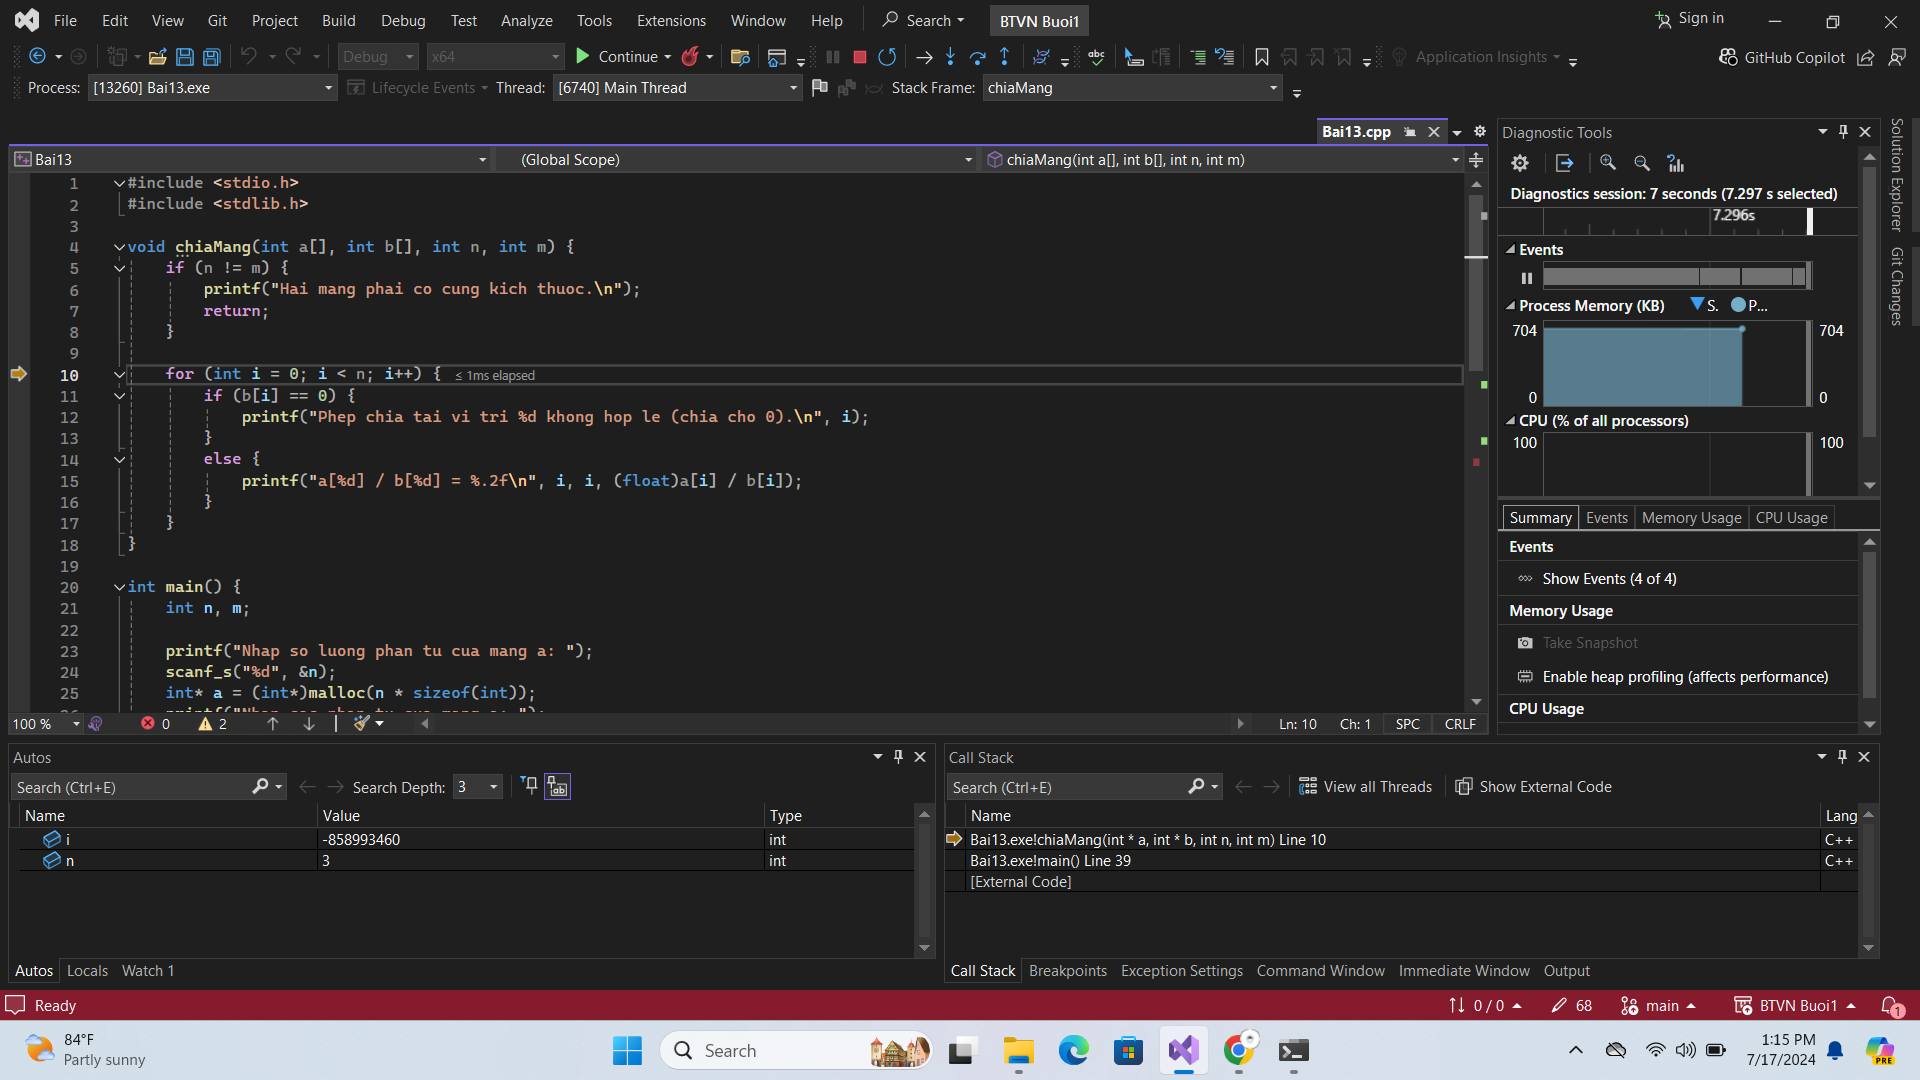 File Edit View Git Project Build Debug Test Analyze Tools Extensions Window Help Search BTVN Buoi1 Sign in
Debug x64 Continue abc Application Insights GitHub Copilot
Process: [13260] Bai13.exe Lifecycle Events Thread: [6740] Main Thread Stack Frame: chiaMang
Bai13.cpp
Bai13 (Global Scope) chiaMang(int a[], int b[], int n, int m)
1 #include <stdio.h>
2 #include <stdlib.h>
3
4 void chiaMang(int a[], int b[], int n, int m) {
5 if (n != m) {
6 printf("Hai mang phai co cung kich thuoc.\n");
7 return;
8 }
9
10 for (int i = 0; i < n; i++) { ≤ 1ms elapsed
11 if (b[i] == 0) {
12 printf("Phep chia tai vi tri %d khong hop le (chia cho 0).\n", i);
13 }
14 else {
15 printf("a[%d] / b[%d] = %.2f\n", i, i, (float)a[i] / b[i]);
16 }
17 }
18 }
19
20 int main() {
21 int n, m;
22
23 printf("Nhap so luong phan tu cua mang a: ");
24 scanf_s("%d", &n);
25 int* a = (int*)malloc(n * sizeof(int));
100 % 0 2 Ln: 10 Ch: 1 SPC CRLF
Diagnostic Tools
Diagnostics session: 7 seconds (7.297 s selected)
7.296s
Events
Process Memory (KB) S. P...
704 704
0 0
CPU (% of all processors)
100 100
Summary Events Memory Usage CPU Usage
Events
Show Events (4 of 4)
Memory Usage
Take Snapshot
Enable heap profiling (affects performance)
CPU Usage
Solution Explorer
Git Changes
Autos
Search (Ctrl+E) Search Depth: 3
Name Value Type
i -858993460 int
n 3 int
Autos Locals Watch 1
Call Stack
Search (Ctrl+E) View all Threads Show External Code
Name Lang
Bai13.exe!chiaMang(int * a, int * b, int n, int m) Line 10 C++
Bai13.exe!main() Line 39 C++
[External Code]
Call Stack Breakpoints Exception Settings Command Window Immediate Window Output
Ready 0 / 0 68 main BTVN Buoi1 1
84°F
Partly sunny
Search
PRE
1:15 PM
7/17/2024